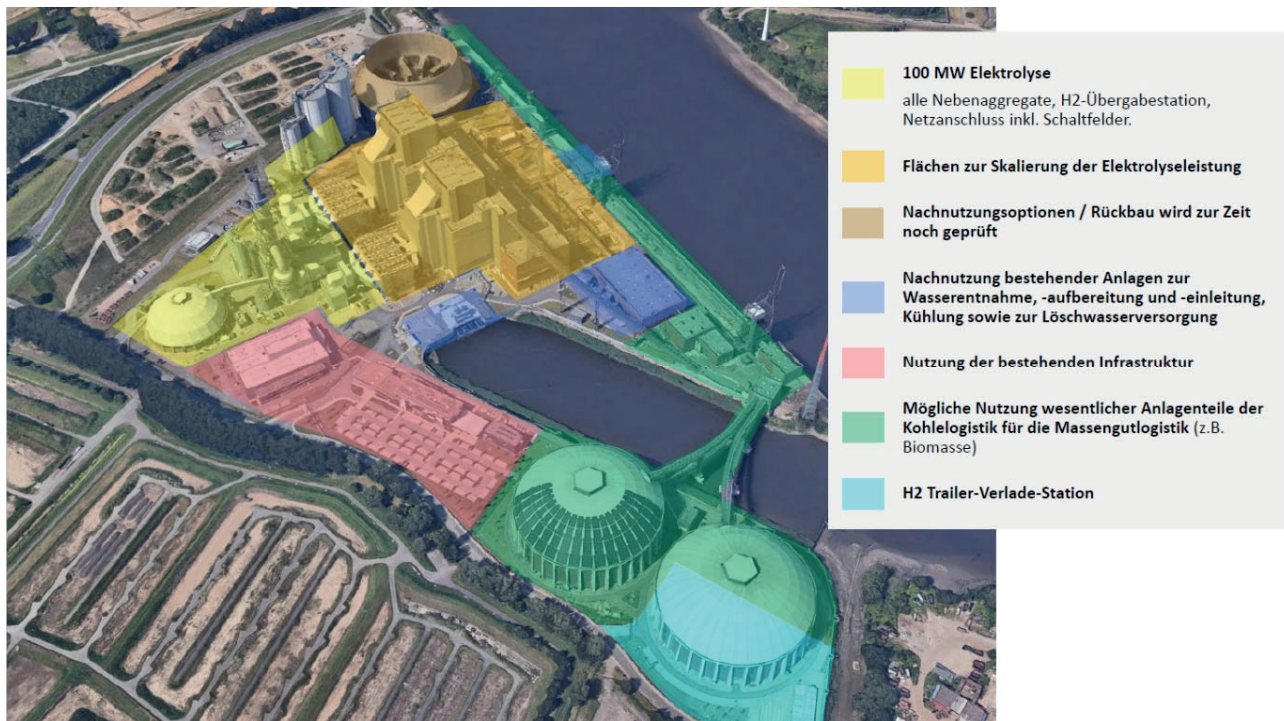 100 MW Elektrolyse
alle Nebenaggregate, H2-Übergabestation,
Netzanschluss inkl. Schaltfelder.
Flächen zur Skalierung der Elektrolyseleistung
Nachnutzungsoptionen / Rückbau wird zur Zeit
noch geprüft
Nachnutzung bestehender Anlagen zur
Wasserentnahme, -aufbereitung und -einleitung,
Kühlung sowie zur Löschwasserversorgung
Nutzung der bestehenden Infrastruktur
Mögliche Nutzung wesentlicher Anlagenteile der
Kohlelogistik für die Massengutlogistik (z.B.
Biomasse)
H2 Trailer-Verlade-Station